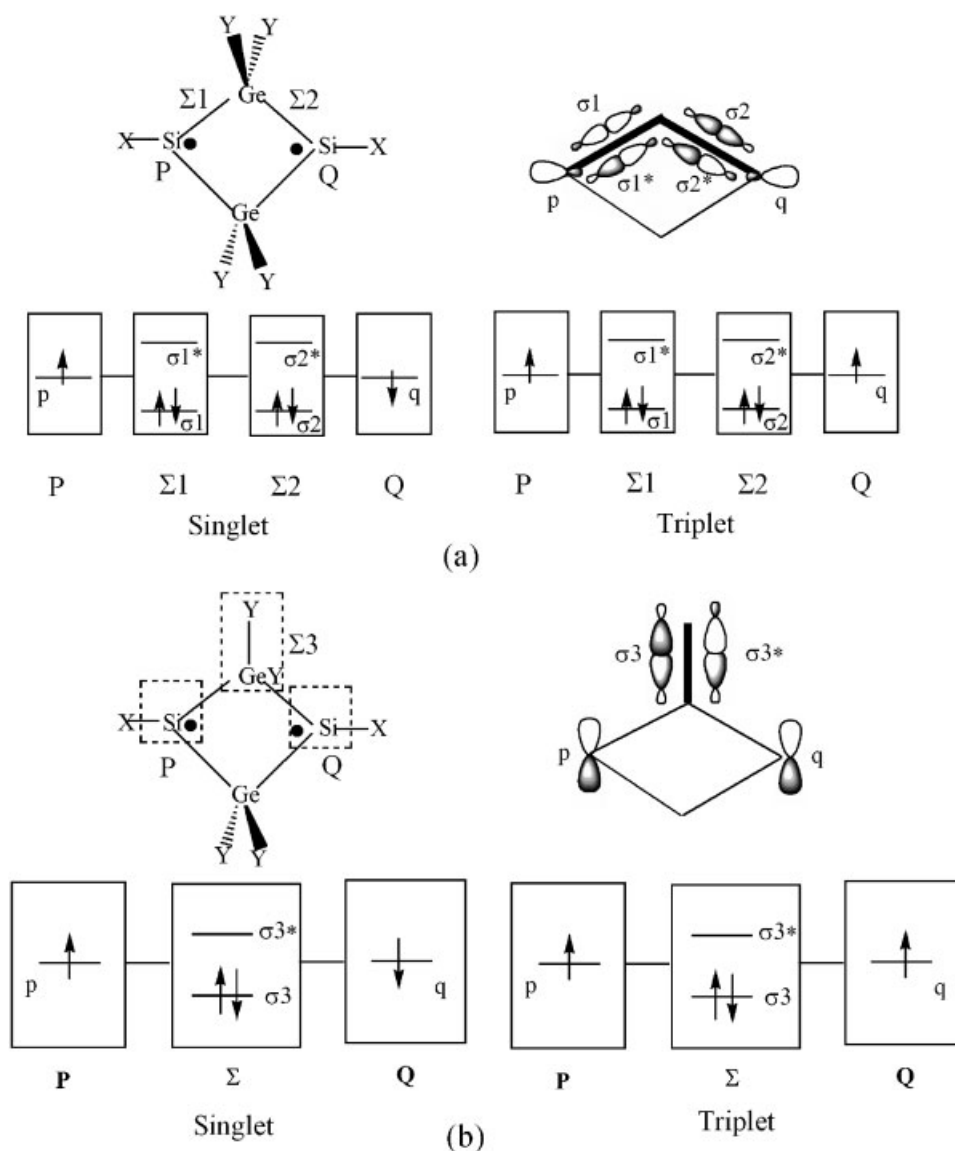 Y Y
Σ1 Ge Σ2
X Si Si X
P Q
Ge
Y Y
σ1 σ2
σ1* σ2*
p q
σ1* σ2* σ1* σ2*
p q p q
σ1 σ2 σ1 σ2
P Σ1 Σ2 Q P Σ1 Σ2 Q
Singlet Triplet
(a)
Y
Σ3
GeY
X Si Si X
P Q
Ge
Y Y
σ3 σ3*
p q
σ3* σ3*
p q p q
σ3 σ3
P Σ Q P Σ Q
Singlet Triplet
(b)